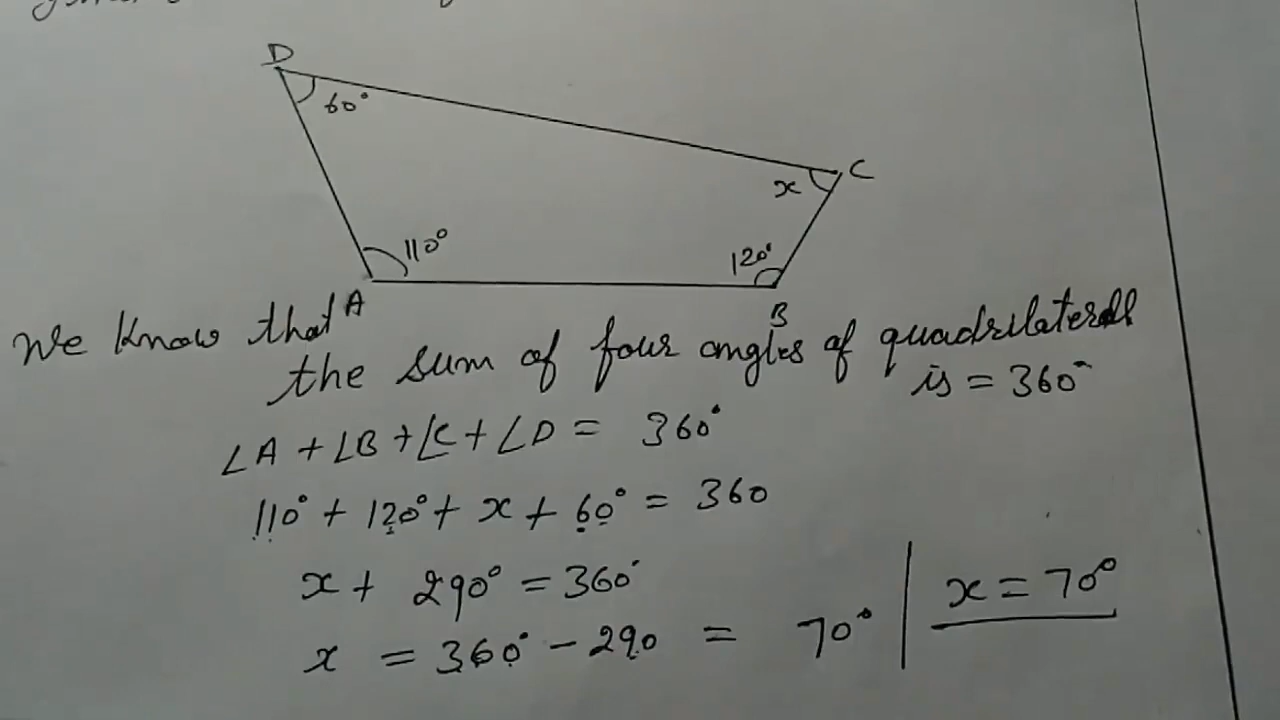 D
60°
C
x
110°
120°
A
B
We know that
the sum of four angles of quadrilateral
is = 360°
∠A + ∠B + ∠C + ∠D = 360°
110° + 120° + x + 60° = 360
x + 290° = 360°
x = 360° - 290 = 70° | x = 70°